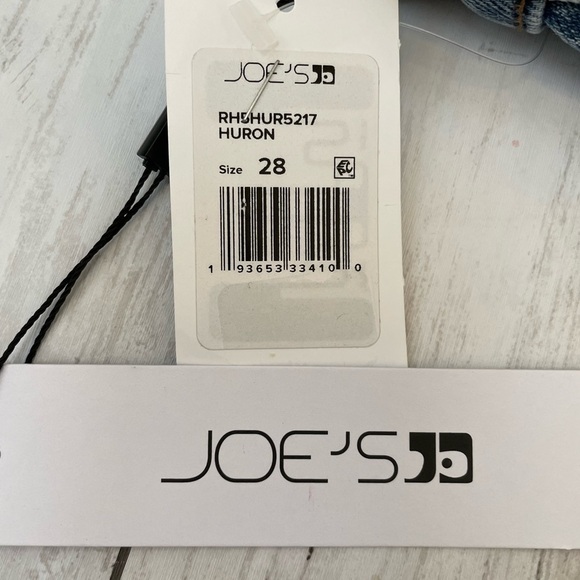 JOE'S
RH5HUR5217
HURON
Size 28
1 93653 33410 0
JOE'S